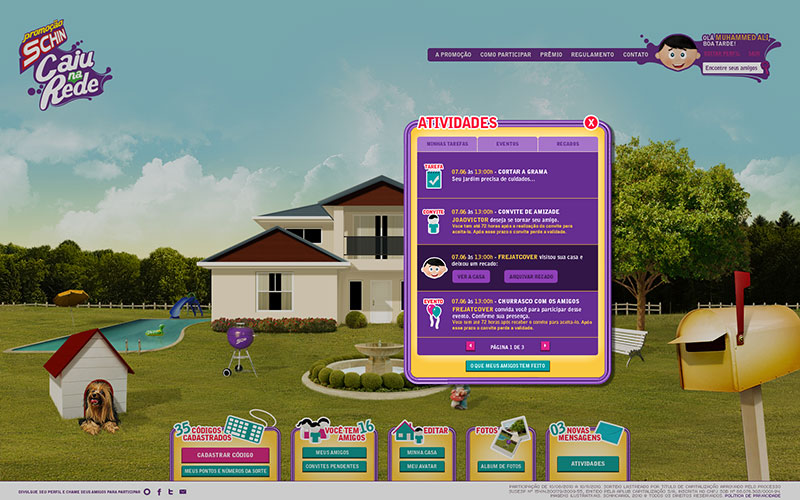 promoção
SCHIN
Caiu
na
Rede
A PROMOÇÃO
COMO PARTICIPAR
PRÊMIO
REGULAMENTO
CONTATO
OLÁ MUHAMMED ALI,
BOA TARDE!
Encontre seus amigos
ATIVIDADES
X
MINHAS TAREFAS
EVENTOS
RECADOS
TAREFA
07.06 às 13:00h - CORTAR A GRAMA
Seu jardim precisa de cuidados...
CONVITE
07.06 às 13:00h - CONVITE DE AMIZADE
JOAOVICTOR deseja se tornar seu amigo.
Você tem até 72 horas após a realização do convite para
aceita-lo. Após esse prazo o convite perde a validade.
07.06 às 13:00h - FREJATCOVER visitou sua casa e
deixou um recado:
VER A CASA
ARQUIVAR RECADO
EVENTO
07.06 às 13:00h - CHURRASCO COM OS AMIGOS
FREJATCOVER convida você para participar desse
evento. Confirme sua presença.
Você tem até 72 horas após receber o convite para aceita-lo. Após
esse prazo o convite perde a validade.
PÁGINA 1 DE 3
O QUE MEUS AMIGOS TEM FEITO
35 CÓDIGOS
CADASTRADOS
CADASTRAR CÓDIGO
MEUS PONTOS E NÚMEROS DA SORTE
VOCÊ TEM 16
AMIGOS
MEUS AMIGOS
CONVITES PENDENTES
EDITAR
MINHA CASA
MEU AVATAR
FOTOS
ÁLBUM DE FOTOS
03 NOVAS
MENSAGENS
ATIVIDADES
DIVULGUE SEU PERFIL E CHAME SEUS AMIGOS PARA PARTICIPAR
POLÍTICA DE PRIVACIDADE